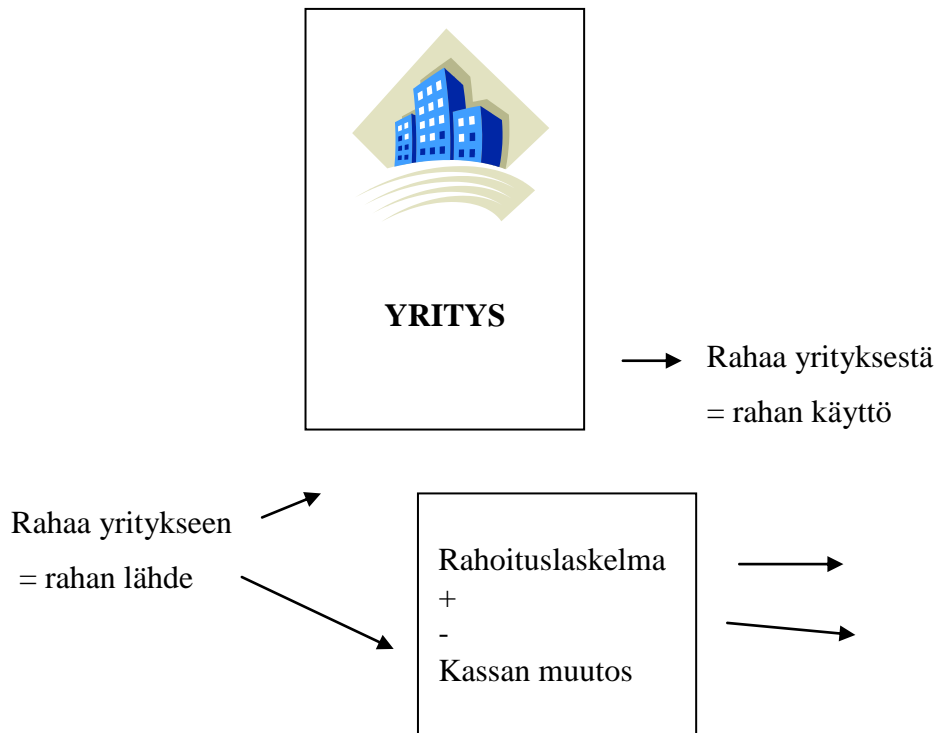 YRITYS
Rahaa yrityksestä
= rahan käyttö
Rahaa yritykseen
= rahan lähde
Rahoituslaskelma
+
-
Kassan muutos